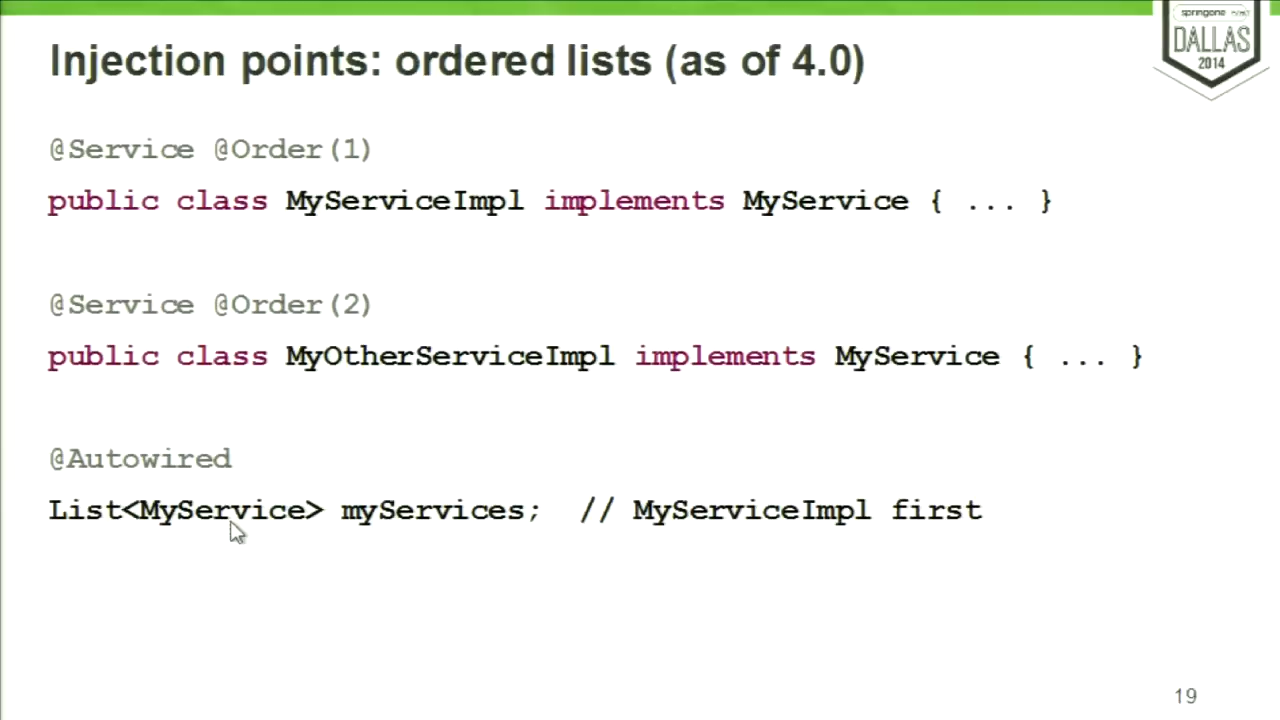 Injection points: ordered lists (as of 4.0)
springone
DALLAS
2014
@Service @Order(1)
public class MyServiceImpl implements MyService { ... }
@Service @Order(2)
public class MyOtherServiceImpl implements MyService { ... }
@Autowired
List<MyService> myServices;  // MyServiceImpl first
19